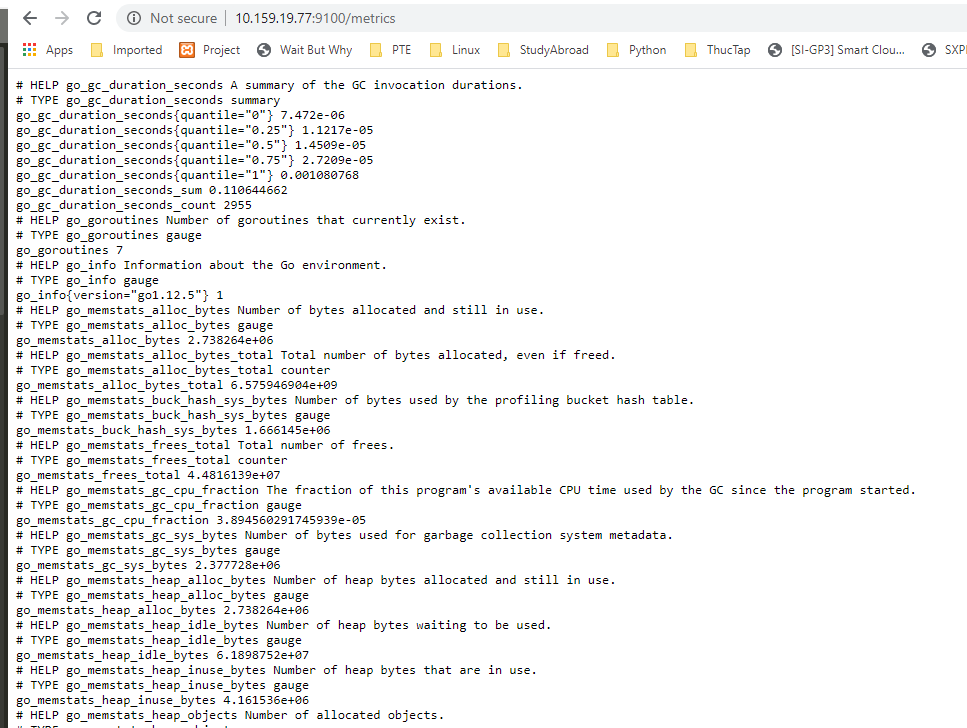 Not secure 10.159.19.77:9100/metrics
Apps Imported Project Wait But Why PTE Linux StudyAbroad Python ThucTap [SI-GP3] Smart Clou... SXP
# HELP go_gc_duration_seconds A summary of the GC invocation durations.
# TYPE go_gc_duration_seconds summary
go_gc_duration_seconds{quantile="0"} 7.472e-06
go_gc_duration_seconds{quantile="0.25"} 1.1217e-05
go_gc_duration_seconds{quantile="0.5"} 1.4509e-05
go_gc_duration_seconds{quantile="0.75"} 2.7209e-05
go_gc_duration_seconds{quantile="1"} 0.001080768
go_gc_duration_seconds_sum 0.110644662
go_gc_duration_seconds_count 2955
# HELP go_goroutines Number of goroutines that currently exist.
# TYPE go_goroutines gauge
go_goroutines 7
# HELP go_info Information about the Go environment.
# TYPE go_info gauge
go_info{version="go1.12.5"} 1
# HELP go_memstats_alloc_bytes Number of bytes allocated and still in use.
# TYPE go_memstats_alloc_bytes gauge
go_memstats_alloc_bytes 2.738264e+06
# HELP go_memstats_alloc_bytes_total Total number of bytes allocated, even if freed.
# TYPE go_memstats_alloc_bytes_total counter
go_memstats_alloc_bytes_total 6.575946904e+09
# HELP go_memstats_buck_hash_sys_bytes Number of bytes used by the profiling bucket hash table.
# TYPE go_memstats_buck_hash_sys_bytes gauge
go_memstats_buck_hash_sys_bytes 1.666145e+06
# HELP go_memstats_frees_total Total number of frees.
# TYPE go_memstats_frees_total counter
go_memstats_frees_total 4.4816139e+07
# HELP go_memstats_gc_cpu_fraction The fraction of this program's available CPU time used by the GC since the program started.
# TYPE go_memstats_gc_cpu_fraction gauge
go_memstats_gc_cpu_fraction 3.894560291745939e-05
# HELP go_memstats_gc_sys_bytes Number of bytes used for garbage collection system metadata.
# TYPE go_memstats_gc_sys_bytes gauge
go_memstats_gc_sys_bytes 2.377728e+06
# HELP go_memstats_heap_alloc_bytes Number of heap bytes allocated and still in use.
# TYPE go_memstats_heap_alloc_bytes gauge
go_memstats_heap_alloc_bytes 2.738264e+06
# HELP go_memstats_heap_idle_bytes Number of heap bytes waiting to be used.
# TYPE go_memstats_heap_idle_bytes gauge
go_memstats_heap_idle_bytes 6.1898752e+07
# HELP go_memstats_heap_inuse_bytes Number of heap bytes that are in use.
# TYPE go_memstats_heap_inuse_bytes gauge
go_memstats_heap_inuse_bytes 4.161536e+06
# HELP go_memstats_heap_objects Number of allocated objects.